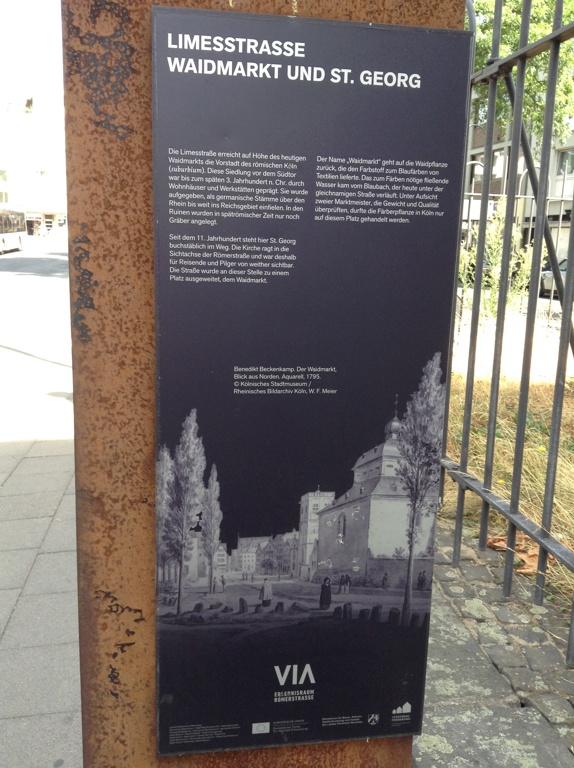 LIMESSTRASSE
WAIDMARKT UND ST. GEORG
Die Limesstraße erreicht auf Höhe des heutigen
Waidmarkts die Vorstadt des römischen Köln
(suburbium). Diese Siedlung vor dem Südtor
war bis zum späten 3. Jahrhundert n. Chr. durch
Wohnhäuser und Werkstätten geprägt. Sie wurde
aufgegeben, als germanische Stämme über den
Rhein bis weit ins Reichsgebiet einfielen. In den
Ruinen wurden in spätrömischer Zeit nur noch
Gräber angelegt.
Seit dem 11. Jahrhundert steht hier St. Georg
buchstäblich im Weg. Die Kirche ragt in die
Sichtachse der Römerstraße und war deshalb
für Reisende und Pilger von weither sichtbar.
Die Straße wurde an dieser Stelle zu einem
Platz ausgeweitet, dem Waidmarkt.
Der Name „Waidmarkt“ geht auf die Waidpflanze
zurück, die den Farbstoff zum Blaufärben von
Textilien lieferte. Das zum Färben nötige fließende
Wasser kam vom Blaubach, der heute unter der
gleichnamigen Straße verläuft. Unter Aufsicht
zweier Marktmeister, die Gewicht und Qualität
überprüften, durfte die Färberpflanze in Köln nur
auf diesem Platz gehandelt werden.
Benedikt Beckenkamp. Der Waidmarkt,
Blick aus Norden. Aquarell, 1795.
© Kölnisches Stadtmuseum /
Rheinisches Bildarchiv Köln, W. F. Meier
VIA
ERLEBNISRAUM
RÖMERSTRASSE